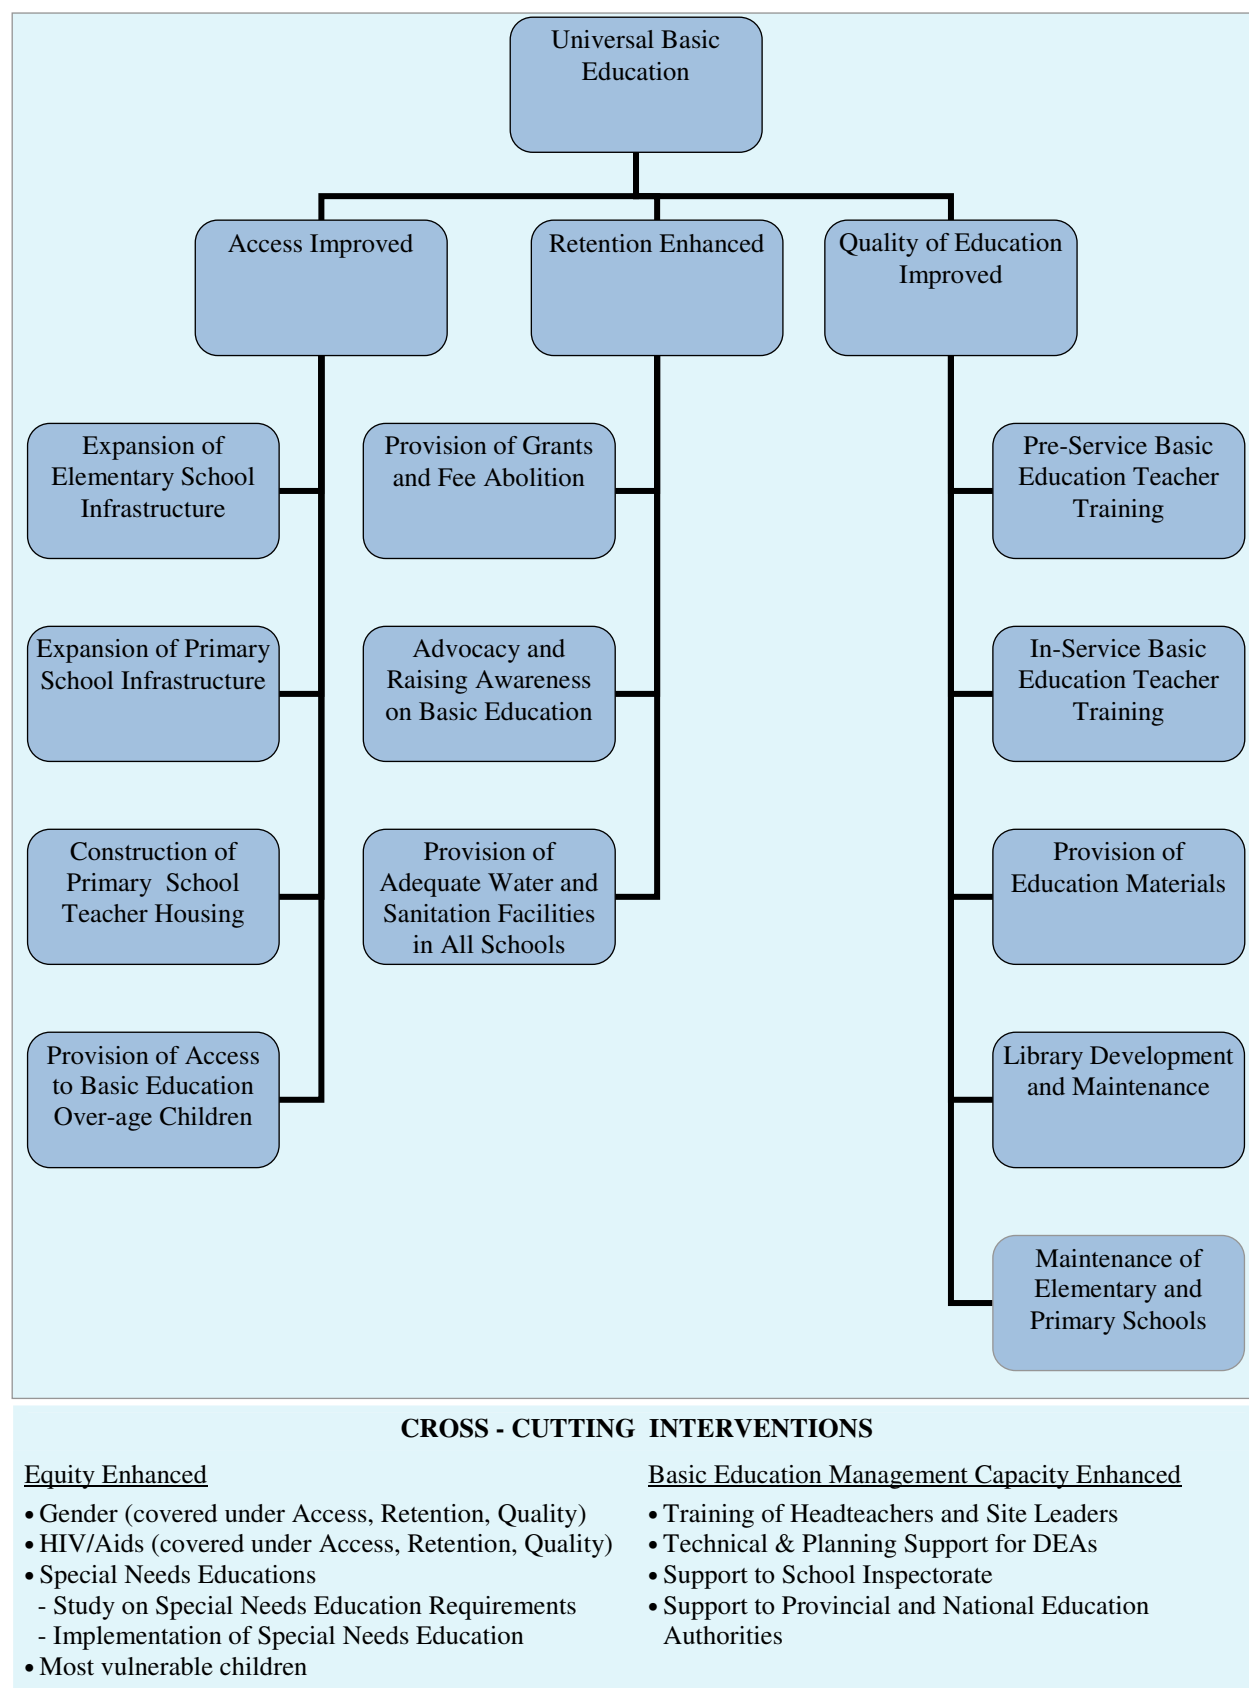 Universal Basic
Education
Access Improved
Retention Enhanced
Quality of Education
Improved
Expansion of
Elementary School
Infrastructure
Expansion of Primary
School Infrastructure
Construction of
Primary  School
Teacher Housing
Provision of Access
to Basic Education
Over-age Children
Provision of Grants
and Fee Abolition
Advocacy and
Raising Awareness
on Basic Education
Provision of
Adequate Water and
Sanitation Facilities
in All Schools
Pre-Service Basic
Education Teacher
Training
In-Service Basic
Education Teacher
Training
Provision of
Education Materials
Library Development
and Maintenance
Maintenance of
Elementary and
Primary Schools
CROSS - CUTTING  INTERVENTIONS
Equity Enhanced
• Gender (covered under Access, Retention, Quality)
• HIV/Aids (covered under Access, Retention, Quality)
• Special Needs Educations
- Study on Special Needs Education Requirements
- Implementation of Special Needs Education
• Most vulnerable children
Basic Education Management Capacity Enhanced
• Training of Headteachers and Site Leaders
• Technical & Planning Support for DEAs
• Support to School Inspectorate
• Support to Provincial and National Education
Authorities